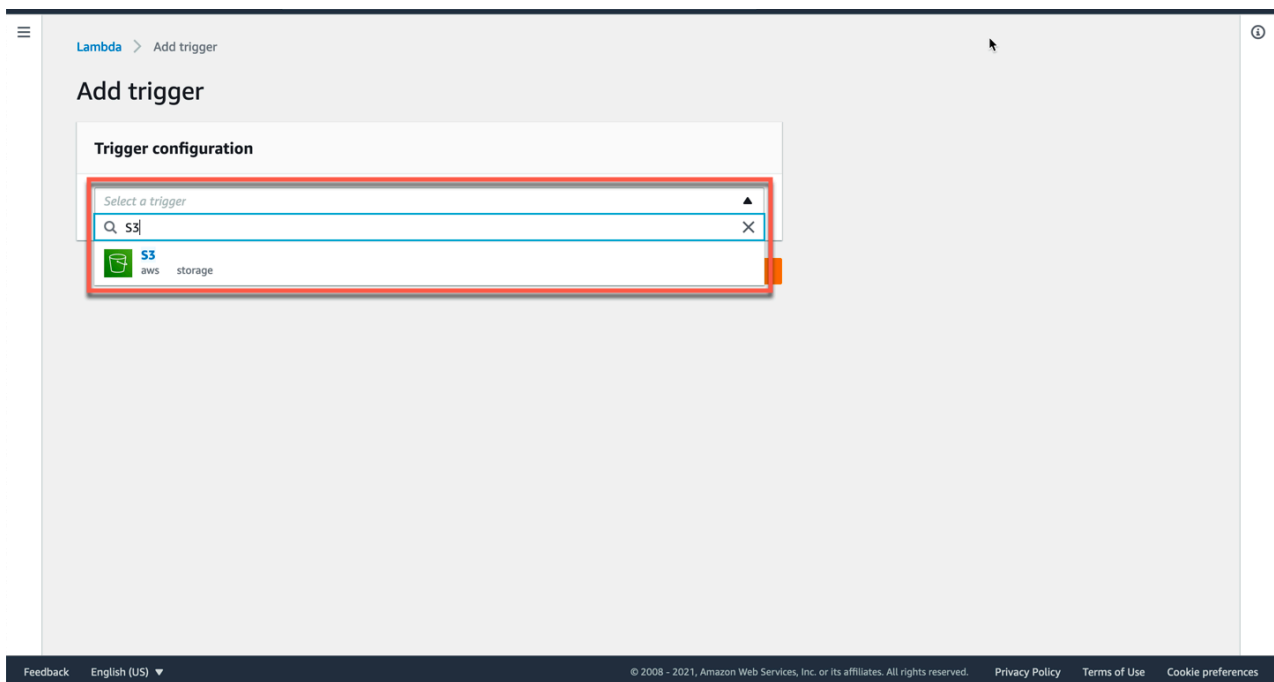 Lambda > Add trigger
Add trigger
Trigger configuration
Select a trigger
S3
S3
aws storage
Feedback English (US) ▼ © 2008 - 2021, Amazon Web Services, Inc. or its affiliates. All rights reserved. Privacy Policy Terms of Use Cookie preferences